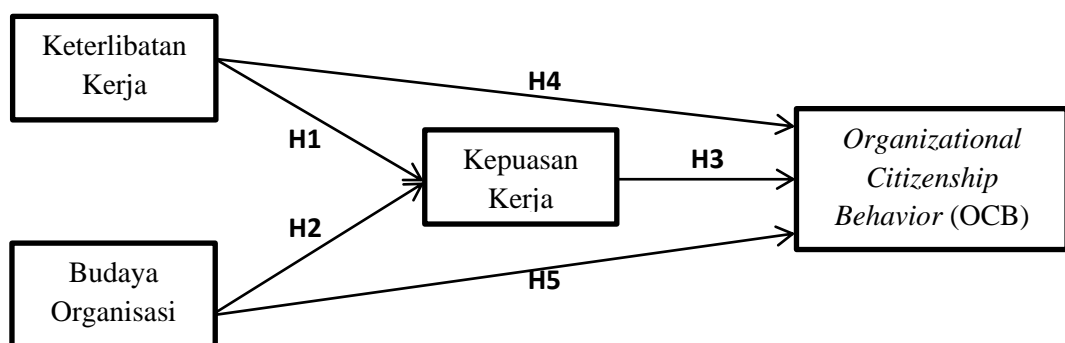 Keterlibatan
Kerja
H4
H1
Kepuasan
Kerja
H3
Organizational
Citizenship
Behavior (OCB)
H2
Budaya
Organisasi
H5